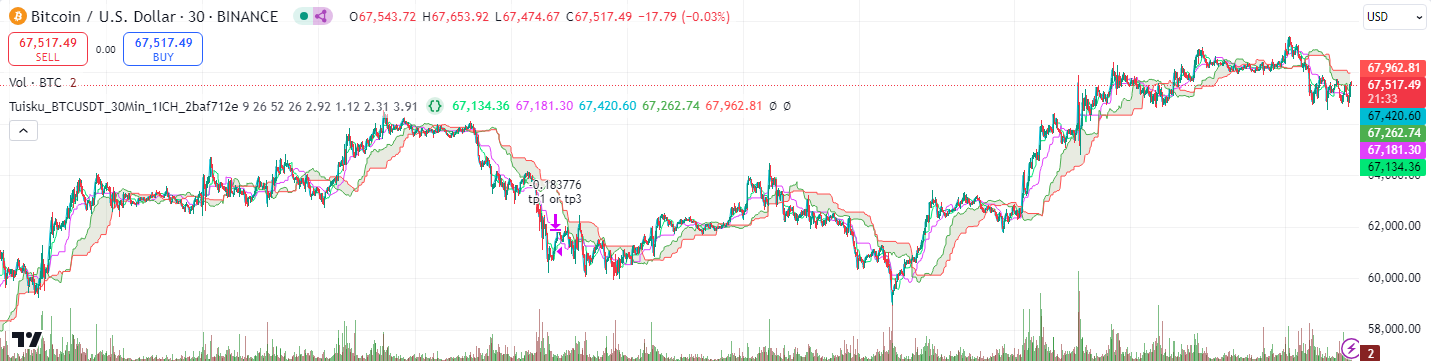 Bitcoin / U.S. Dollar · 30 · BINANCE O67,543.72 H67,653.92 L67,474.67 C67,517.49 −17.79 (−0.03%)
USD
67,517.49 0.00 67,517.49
SELL BUY
Vol · BTC 2
Tuisku_BTCUSDT_30Min_1ICH_2baf712e 9 26 52 26 2.92 1.12 2.31 3.91 67,134.36 67,181.30 67,420.60 67,262.74 67,962.81 Ø Ø
67,962.81
67,517.49
21:33
67,420.60
67,262.74
67,181.30
67,134.36
64,000.00
-0.183776
tp1 or tp3
62,000.00
60,000.00
58,000.00
2